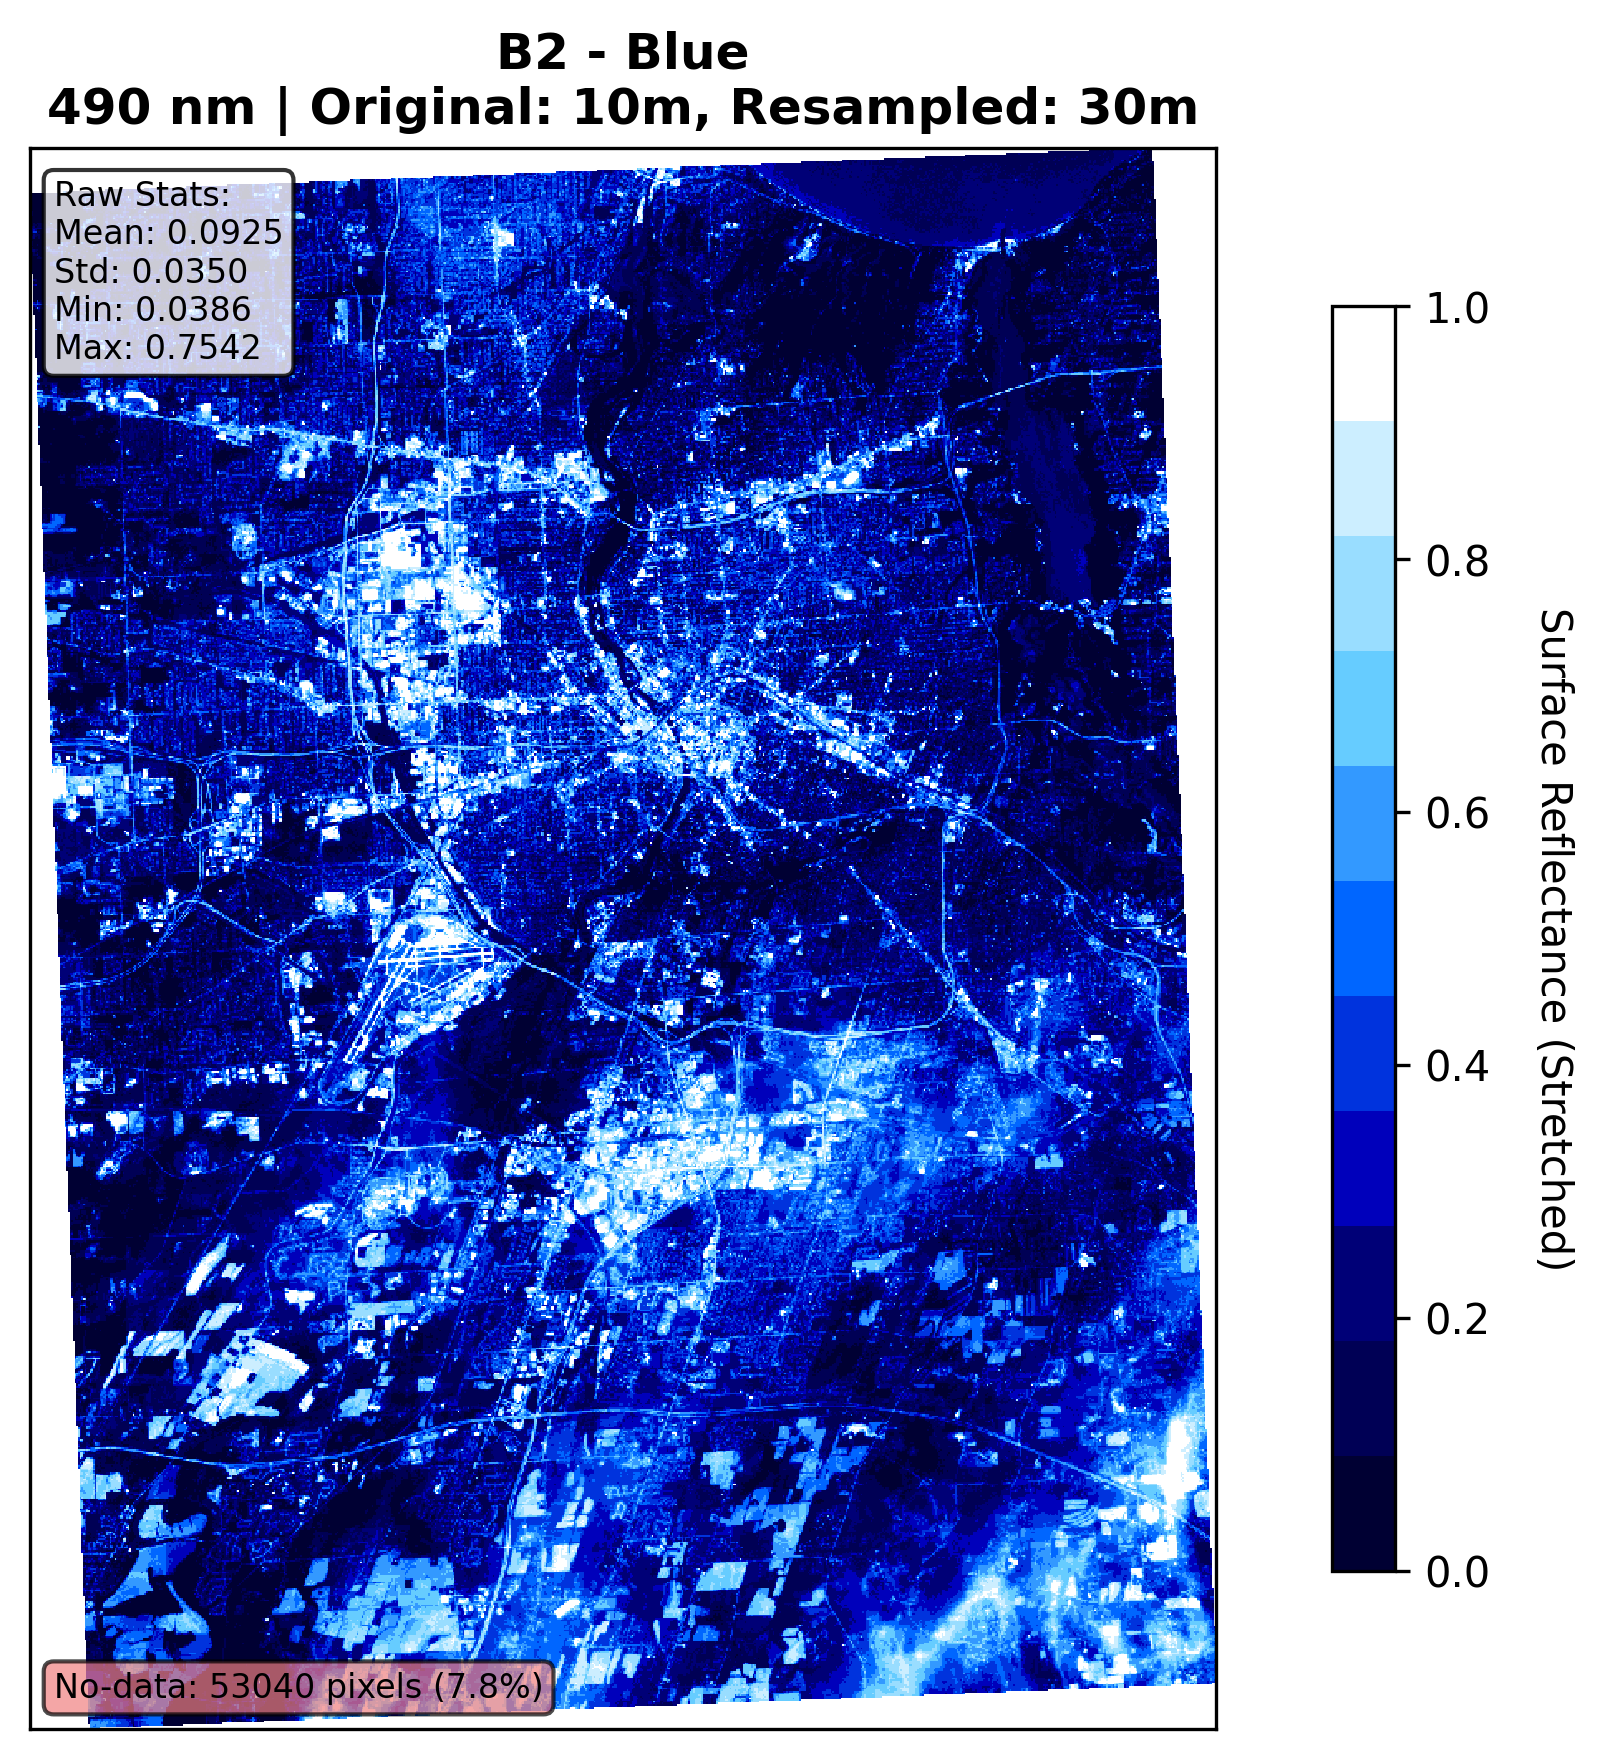 B2 - Blue
490 nm | Original: 10m, Resampled: 30m
Raw Stats:
Mean: 0.0925
Std: 0.0350
Min: 0.0386
Max: 0.7542
No-data: 53040 pixels (7.8%)
1.0
0.8
0.6
0.4
0.2
0.0
Surface Reflectance (Stretched)